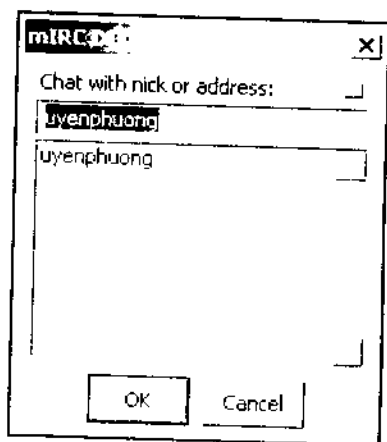 mIRC
Chat with nick or address:
uyenphuong
uyenphuong
OK
Cancel